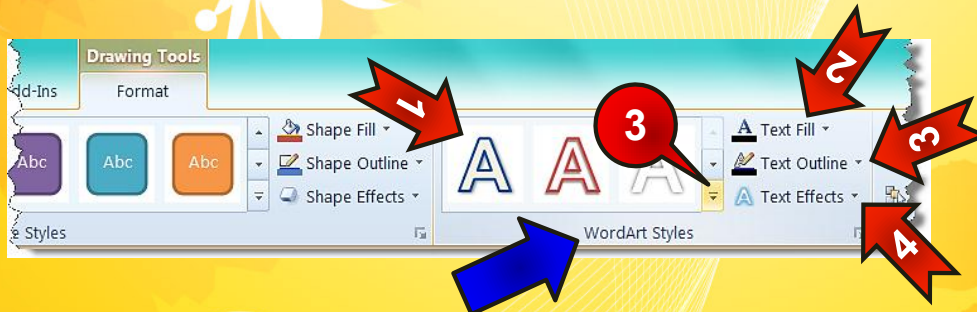 Drawing Tools
dd-Ins Format
Abc Abc Abc
Shape Fill
Shape Outline
Shape Effects
e Styles
1
A A A
3
WordArt Styles
2
A Text Fill
3
Text Outline
A Text Effects
4